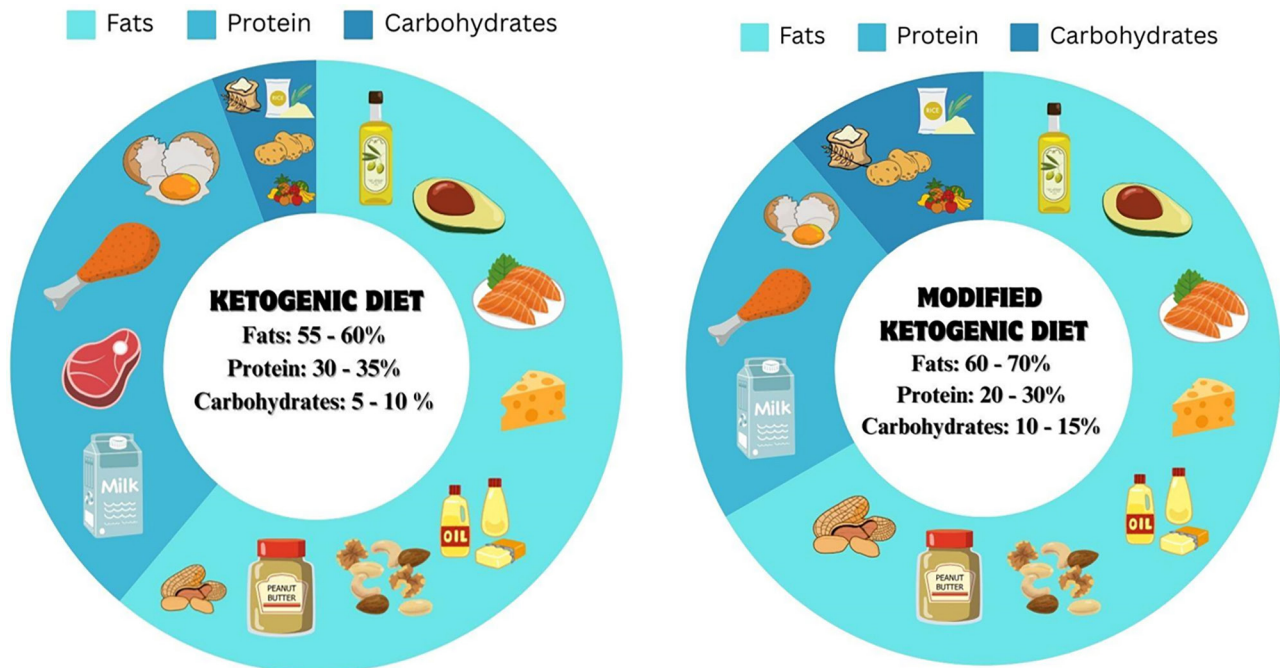 Fats Protein Carbohydrates
RICE
Milk
OIL
PEANUT
BUTTER
KETOGENIC DIET
Fats: 55 - 60%
Protein: 30 - 35%
Carbohydrates: 5 - 10 %
Fats Protein Carbohydrates
RICE
Milk
OIL
PEANUT
BUTTER
MODIFIED
KETOGENIC DIET
Fats: 60 - 70%
Protein: 20 - 30%
Carbohydrates: 10 - 15%